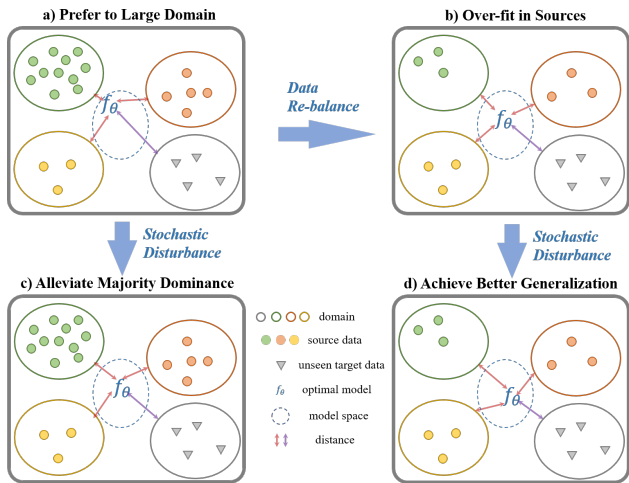 a) Prefer to Large Domain
b) Over-fit in Sources
fθ
Data
Re-balance
fθ
Stochastic
Disturbance
Stochastic
Disturbance
c) Alleviate Majority Dominance
d) Achieve Better Generalization
fθ
domain
source data
unseen target data
fθ optimal model
model space
distance
fθ